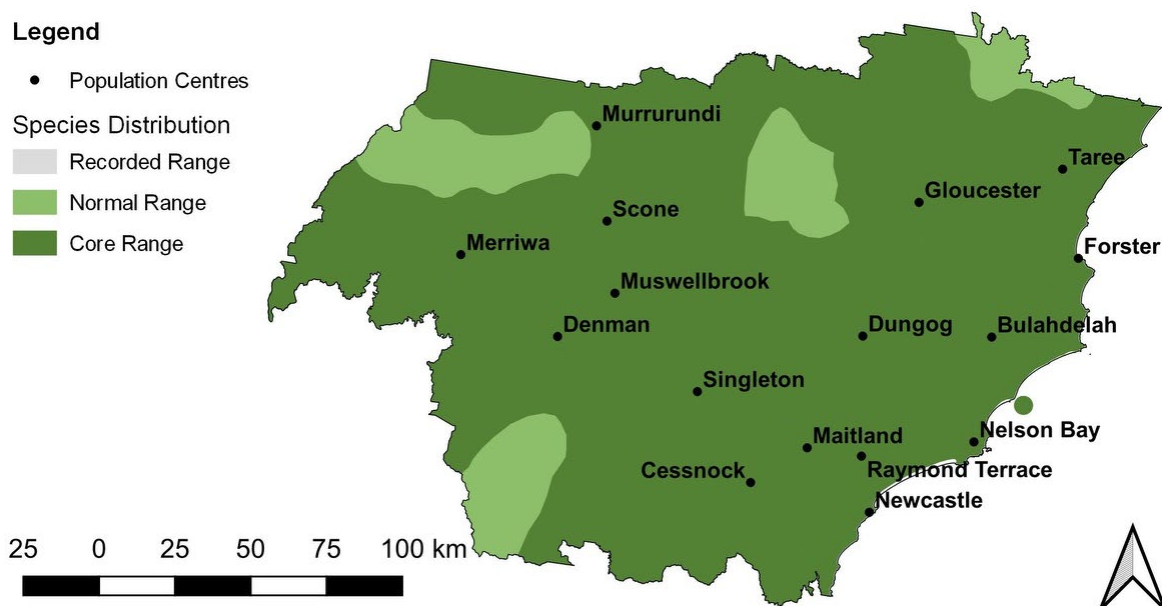 Legend
Population Centres
Species Distribution
Recorded Range
Normal Range
Core Range
Murrurundi
Taree
Gloucester
Scone
Merriwa
Forster
Muswellbrook
Denman
Dungog
Bulahdelah
Singleton
Maitland
Nelson Bay
Cessnock
Raymond Terrace
Newcastle
25 0 25 50 75 100 km